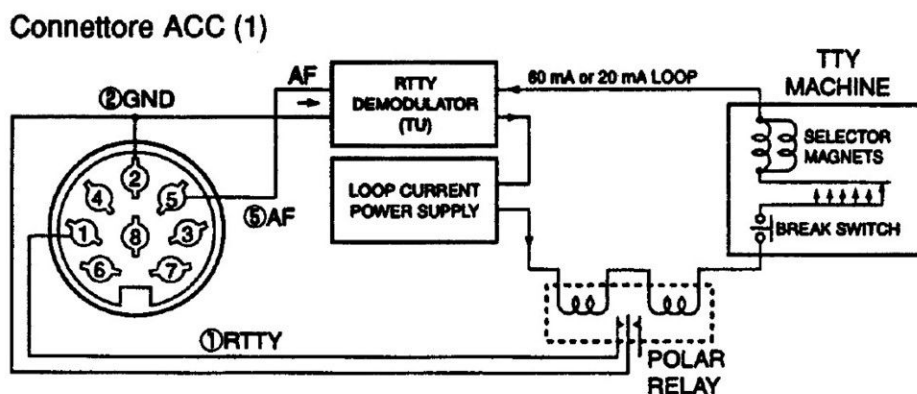 Connettore ACC (1)
TTY
MACHINE
AF
60 mA or 20 mA LOOP
RTTY
DEMODULATOR
(TU)
②GND
SELECTOR
MAGNETS
LOOP CURRENT
POWER SUPPLY
2
4
5
⑤AF
1
8
3
BREAK SWITCH
6
7
①RTTY
POLAR
RELAY